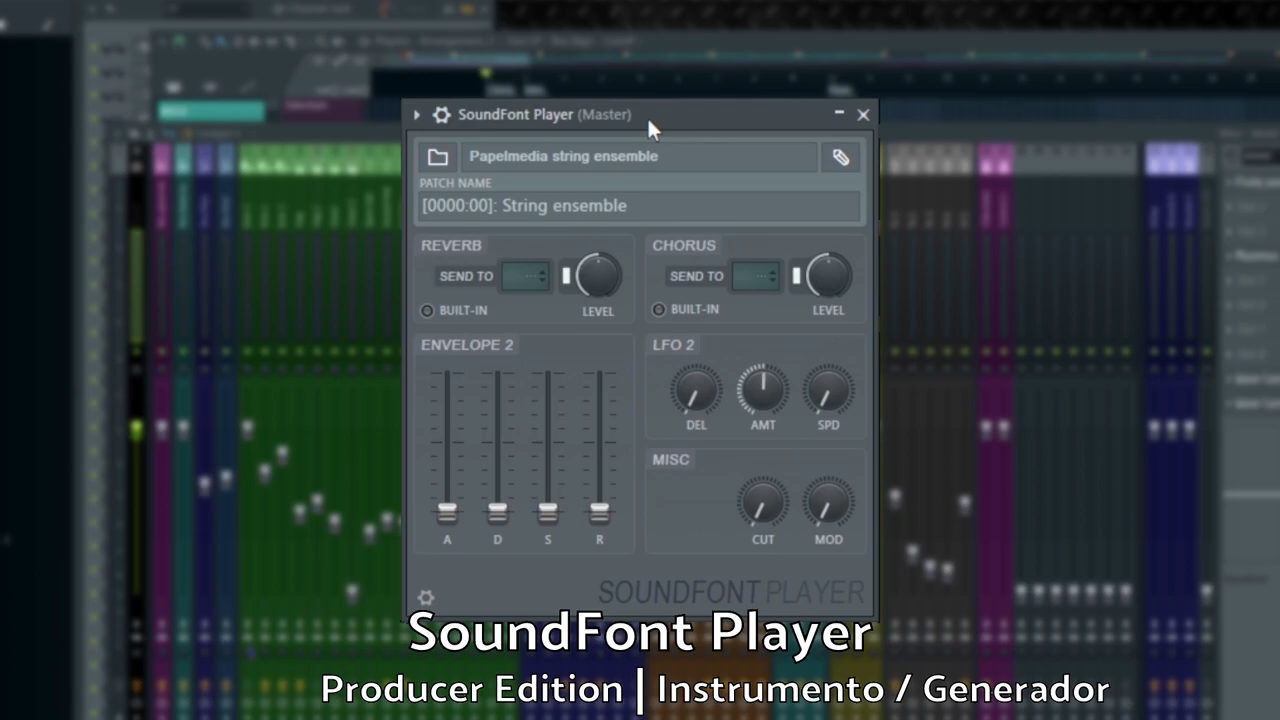 SoundFont Player (Master)
Papelmedia string ensemble
PATCH NAME
[0000:00]: String ensemble
REVERB
SEND TO
---
BUILT-IN
LEVEL
CHORUS
SEND TO
---
BUILT-IN
LEVEL
ENVELOPE 2
A D S R
LFO 2
DEL AMT SPD
MISC
CUT MOD
SOUNDFONT PLAYER
SoundFont Player
Producer Edition | Instrumento / Generador